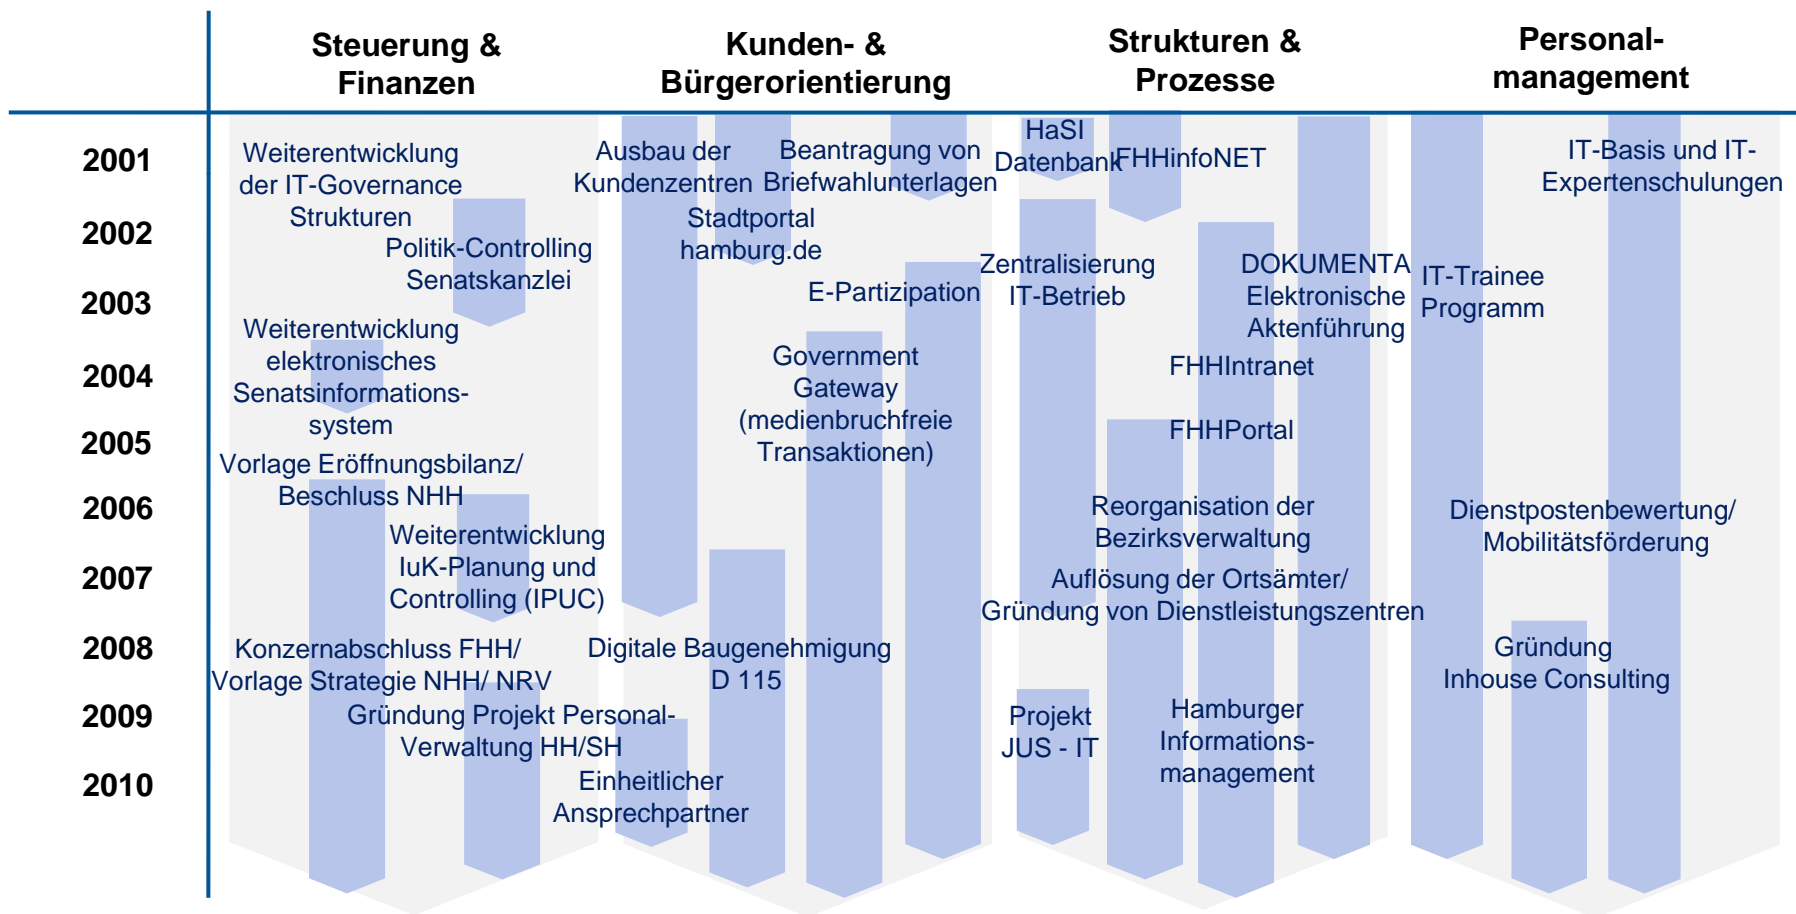 Steuerung &
Finanzen
Kunden- &
Bürgerorientierung
Strukturen &
Prozesse
Personal-
management
2001
2002
2003
2004
2005
2006
2007
2008
2009
2010
Weiterentwicklung
der IT-Governance
Strukturen
Politik-Controlling
Senatskanzlei
Weiterentwicklung
elektronisches
Senatsinformations-
system
Vorlage Eröffnungsbilanz/
Beschluss NHH
Weiterentwicklung
IuK-Planung und
Controlling (IPUC)
Konzernabschluss FHH/
Vorlage Strategie NHH/ NRV
Gründung Projekt Personal-
Verwaltung HH/SH
Ausbau der
Kundenzentren
Beantragung von
Briefwahlunterlagen
Stadtportal
hamburg.de
E-Partizipation
Government
Gateway
(medienbruchfreie
Transaktionen)
Digitale Baugenehmigung
D 115
Einheitlicher
Ansprechpartner
HaSI
Datenbank
FHHinfoNET
Zentralisierung
IT-Betrieb
DOKUMENTA
Elektronische
Aktenführung
FHHIntranet
FHHPortal
Reorganisation der
Bezirksverwaltung
Auflösung der Ortsämter/
Gründung von Dienstleistungszentren
Projekt
JUS - IT
Hamburger
Informations-
management
IT-Basis und IT-
Expertenschulungen
IT-Trainee
Programm
Dienstpostenbewertung/
Mobilitätsförderung
Gründung
Inhouse Consulting